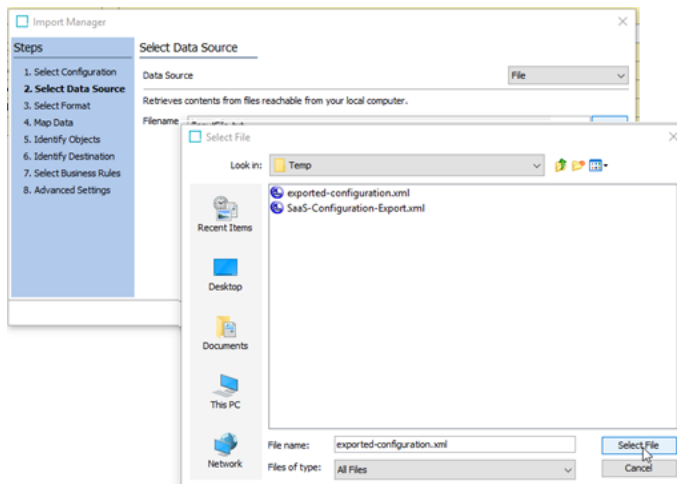 Import Manager
Steps
1. Select Configuration
2. Select Data Source
3. Select Format
4. Map Data
5. Identify Objects
6. Identify Destination
7. Select Business Rules
8. Advanced Settings
Select Data Source
Data Source
File
Retrieves contents from files reachable from your local computer.
Filename
Select File
Look in:
Temp
Recent Items
Desktop
Documents
This PC
Network
exported-configuration.xml
SaaS-Configuration-Export.xml
File name:
exported-configuration.xml
Select File
Files of type:
All Files
Cancel